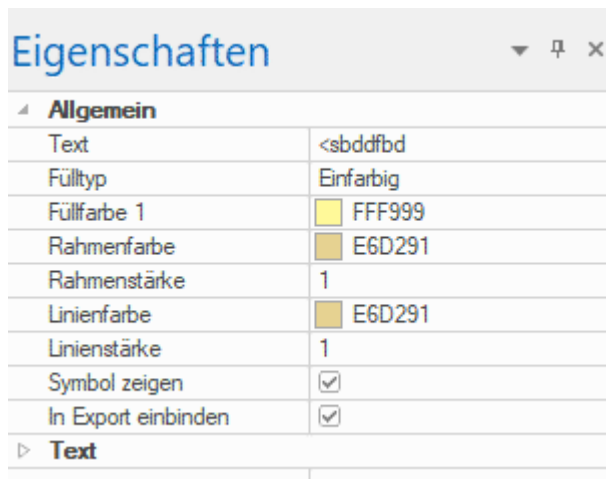 Eigenschaften
Allgemein
Text <sbddfbd
Fülltyp Einfarbig
Füllfarbe 1 FFF999
Rahmenfarbe E6D291
Rahmenstärke 1
Linienfarbe E6D291
Linienstärke 1
Symbol zeigen
In Export einbinden
Text